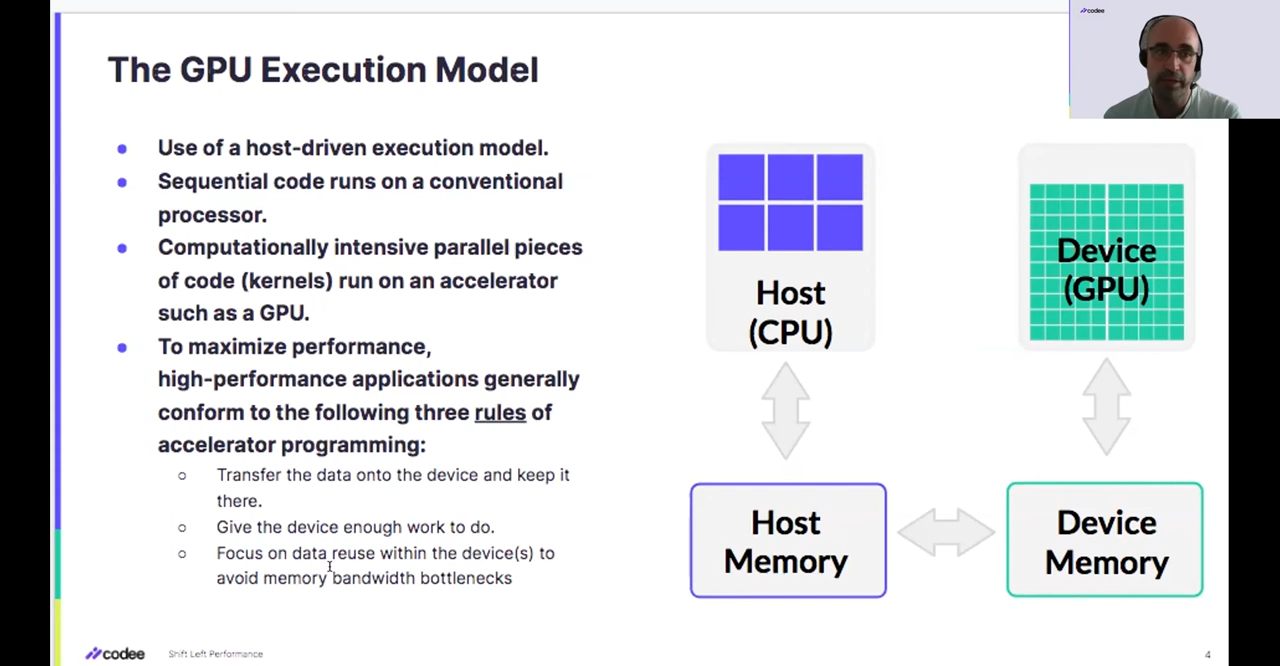 codee
The GPU Execution Model
Use of a host-driven execution model.
Sequential code runs on a conventional
processor.
Computationally intensive parallel pieces
of code (kernels) run on an accelerator
such as a GPU.
To maximize performance,
high-performance applications generally
conform to the following three rules of
accelerator programming:
Transfer the data onto the device and keep it
there.
Give the device enough work to do.
Focus on data reuse within the device(s) to
avoid memory bandwidth bottlenecks
Host
(CPU)
Device
(GPU)
Host
Memory
Device
Memory
codee
Shift Left Performance
4